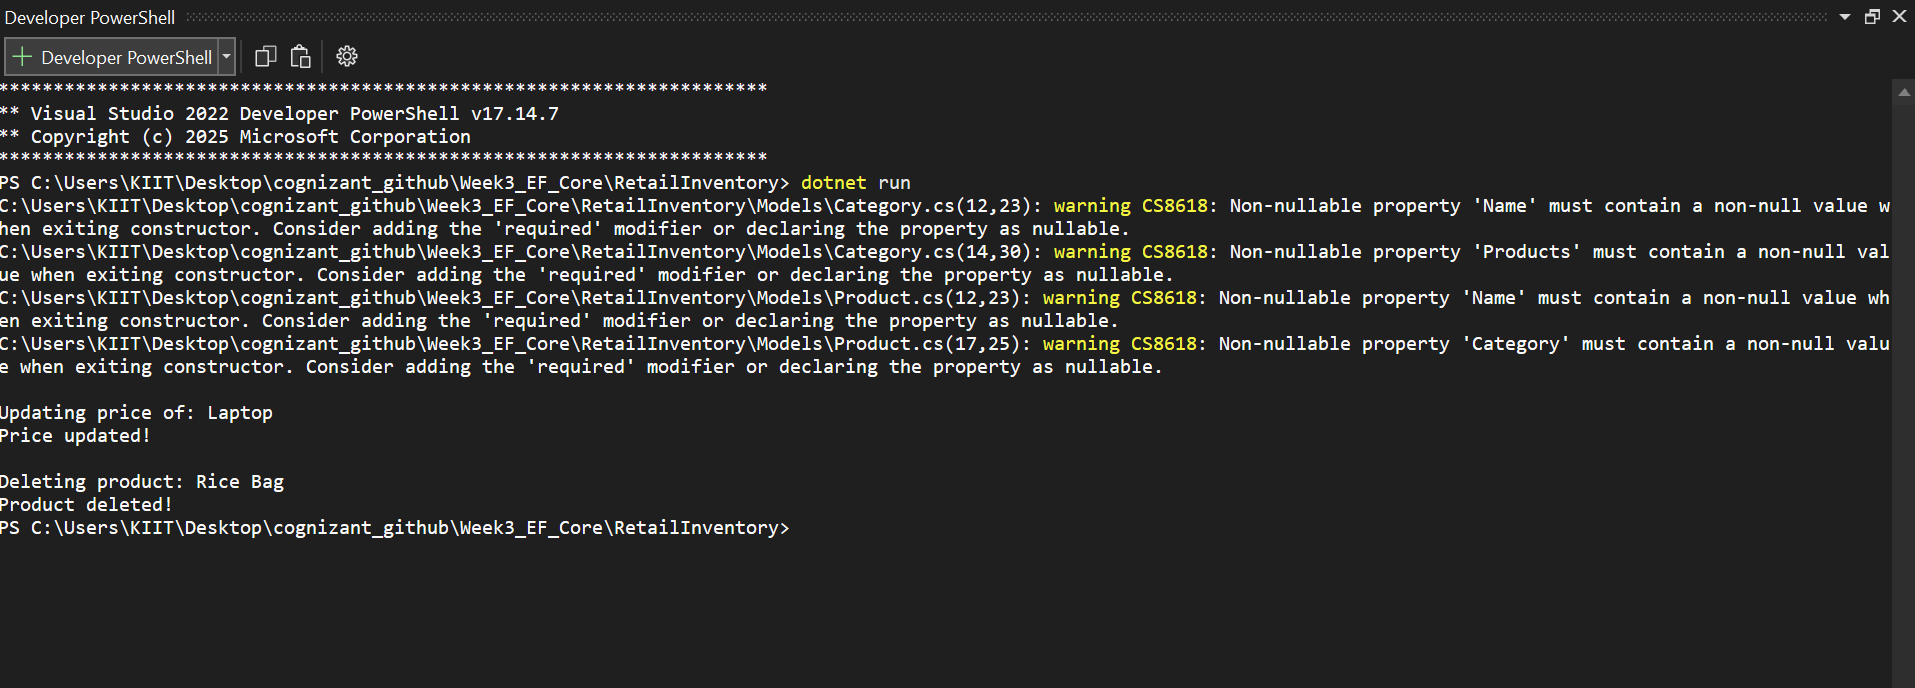 Developer PowerShell
Developer PowerShell
**********************************************************************
** Visual Studio 2022 Developer PowerShell v17.14.7
** Copyright (c) 2025 Microsoft Corporation
**********************************************************************
PS C:\Users\KIIT\Desktop\cognizant_github\Week3_EF_Core\RetailInventory> dotnet run
C:\Users\KIIT\Desktop\cognizant_github\Week3_EF_Core\RetailInventory\Models\Category.cs(12,23): warning CS8618: Non-nullable property 'Name' must contain a non-null value w
hen exiting constructor. Consider adding the 'required' modifier or declaring the property as nullable.
C:\Users\KIIT\Desktop\cognizant_github\Week3_EF_Core\RetailInventory\Models\Category.cs(14,30): warning CS8618: Non-nullable property 'Products' must contain a non-null val
ue when exiting constructor. Consider adding the 'required' modifier or declaring the property as nullable.
C:\Users\KIIT\Desktop\cognizant_github\Week3_EF_Core\RetailInventory\Models\Product.cs(12,23): warning CS8618: Non-nullable property 'Name' must contain a non-null value wh
en exiting constructor. Consider adding the 'required' modifier or declaring the property as nullable.
C:\Users\KIIT\Desktop\cognizant_github\Week3_EF_Core\RetailInventory\Models\Product.cs(17,25): warning CS8618: Non-nullable property 'Category' must contain a non-null valu
e when exiting constructor. Consider adding the 'required' modifier or declaring the property as nullable.
Updating price of: Laptop
Price updated!
Deleting product: Rice Bag
Product deleted!
PS C:\Users\KIIT\Desktop\cognizant_github\Week3_EF_Core\RetailInventory>